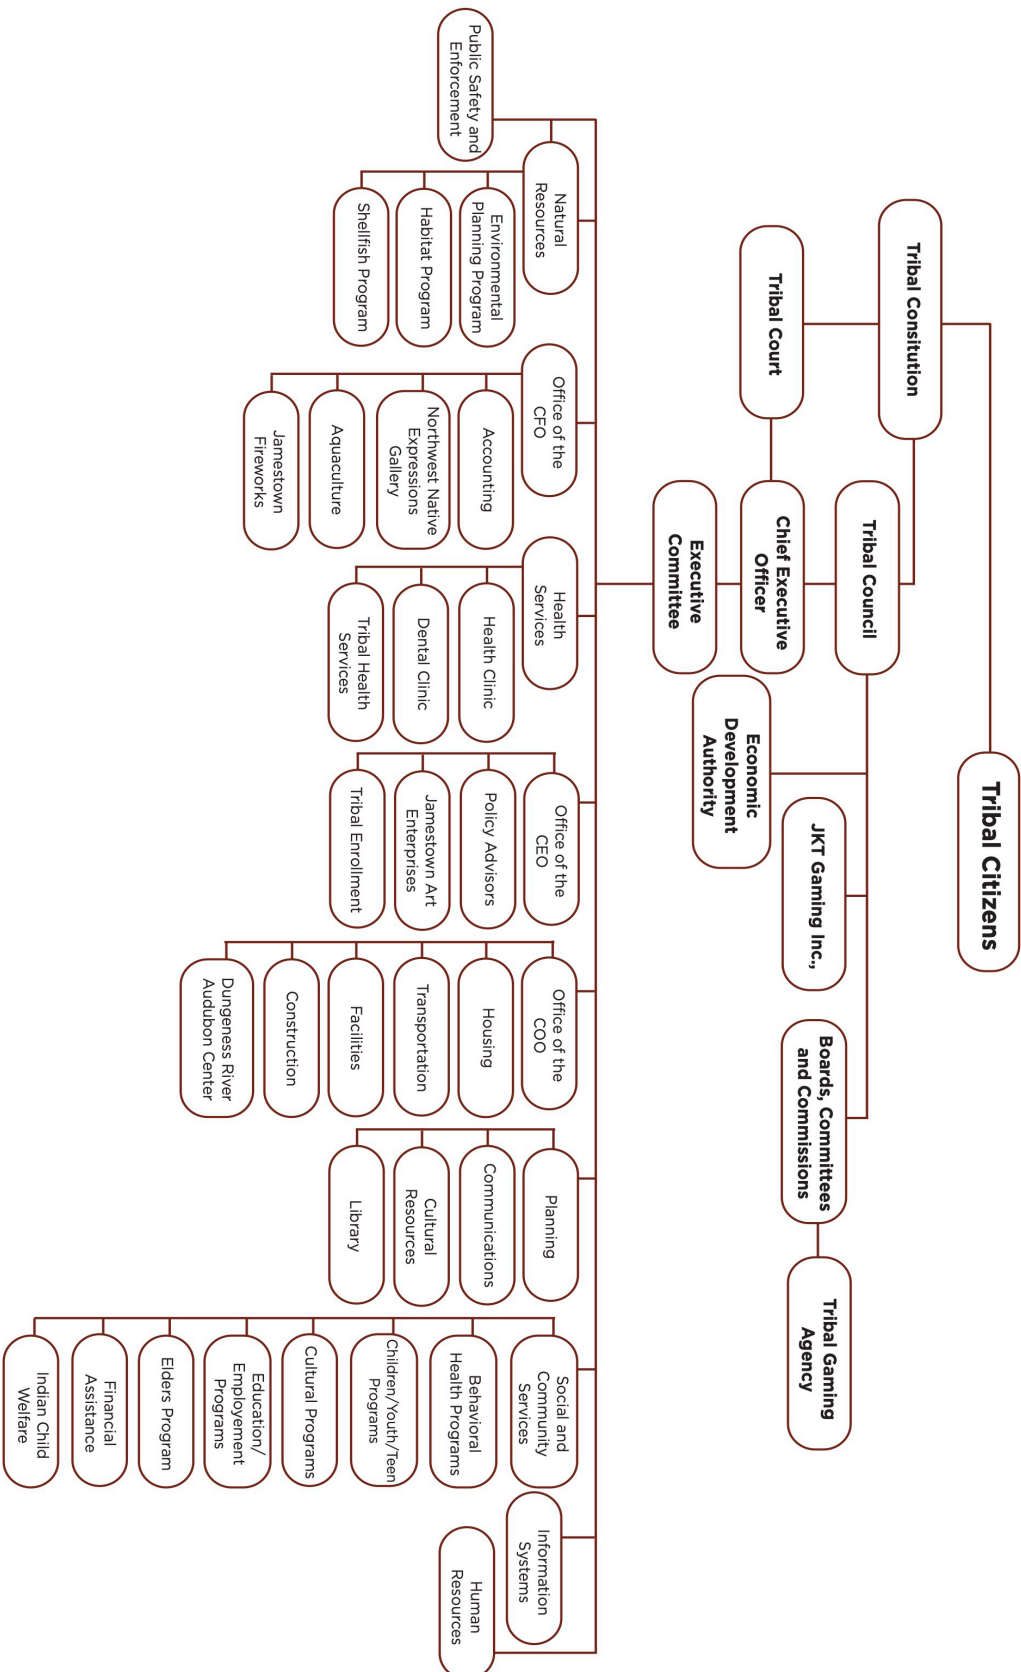 Tribal Citizens
Tribal Consitution
Tribal Council
Tribal Court
Chief Executive
Officer
Executive
Committee
Economic
Development
Authority
JKT Gaming Inc.,
Boards, Committees
and Commissions
Tribal Gaming
Agency
Public Safety and
Enforcement
Natural
Resources
Environmental
Planning Program
Habitat Program
Shellfish Program
Office of the
CFO
Accounting
Northwest Native
Expressions
Gallery
Aquaculture
Jamestown
Fireworks
Health
Services
Health Clinic
Dental Clinic
Tribal Health
Services
Office of the
CEO
Policy Advisors
Jamestown Art
Enterprises
Tribal Enrollment
Office of the
COO
Housing
Transportation
Facilities
Construction
Dungeness River
Audubon Center
Planning
Communications
Cultural
Resources
Library
Social and
Community
Services
Behavioral
Health Programs
Children/Youth/Teen
Programs
Cultural Programs
Education/
Employement
Programs
Elders Program
Financial
Assistance
Indian Child
Welfare
Information
Systems
Human
Resources